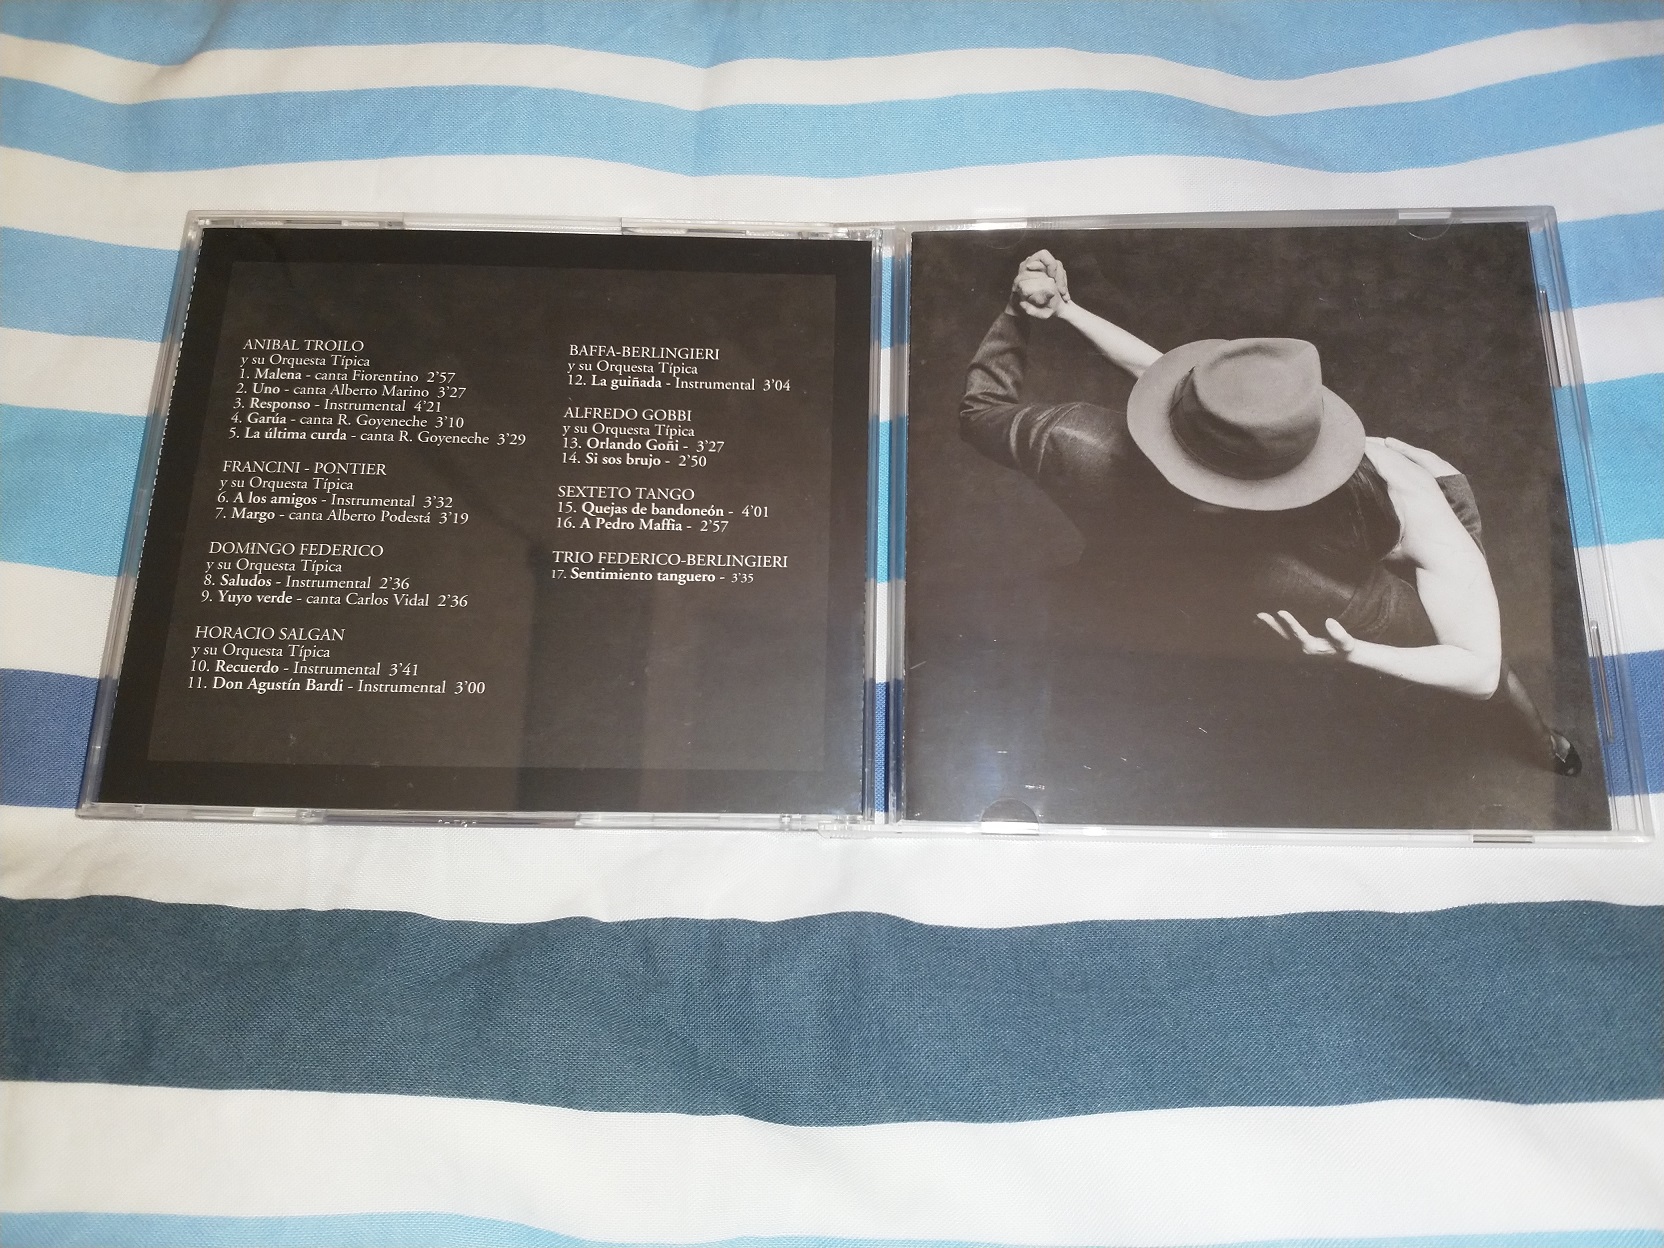 ANIBAL TROILO
y su Orquesta Típica
1. Malena - canta Fiorentino 2'57
2. Uno - canta Alberto Marino 3'27
3. Responso - Instrumental 4'21
4. Garúa - canta R. Goyeneche 3'10
5. La última curda - canta R. Goyeneche 3'29
FRANCINI - PONTIER
y su Orquesta Típica
6. A los amigos - Instrumental 3'32
7. Margo - canta Alberto Podestá 3'19
DOMINGO FEDERICO
y su Orquesta Típica
8. Saludos - Instrumental 2'36
9. Yuyo verde - canta Carlos Vidal 2'36
HORACIO SALGAN
y su Orquesta Típica
10. Recuerdo - Instrumental 3'41
11. Don Agustín Bardi - Instrumental 3'00
BAFFA-BERLINGIERI
y su Orquesta Típica
12. La guiñada - Instrumental 3'04
ALFREDO GOBBI
y su Orquesta Típica
13. Orlando Goñi - 3'27
14. Si sos brujo - 2'50
SEXTETO TANGO
15. Quejas de bandoneón - 4'01
16. A Pedro Maffia - 2'57
TRIO FEDERICO-BERLINGIERI
17. Sentimiento tanguero - 3'35